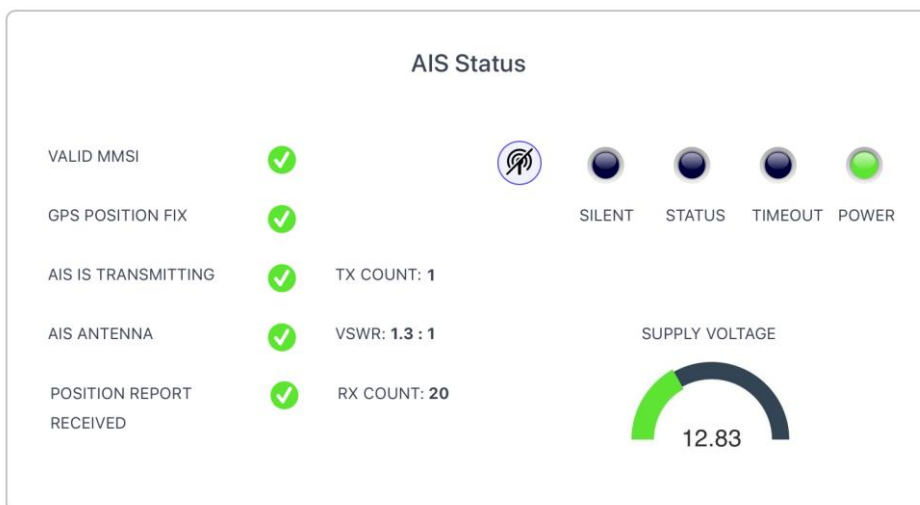 AIS Status
VALID MMSI
SILENT STATUS TIMEOUT POWER
GPS POSITION FIX
AIS IS TRANSMITTING TX COUNT: 1
AIS ANTENNA VSWR: 1.3 : 1
SUPPLY VOLTAGE
POSITION REPORT
RECEIVED
RX COUNT: 20
12.83